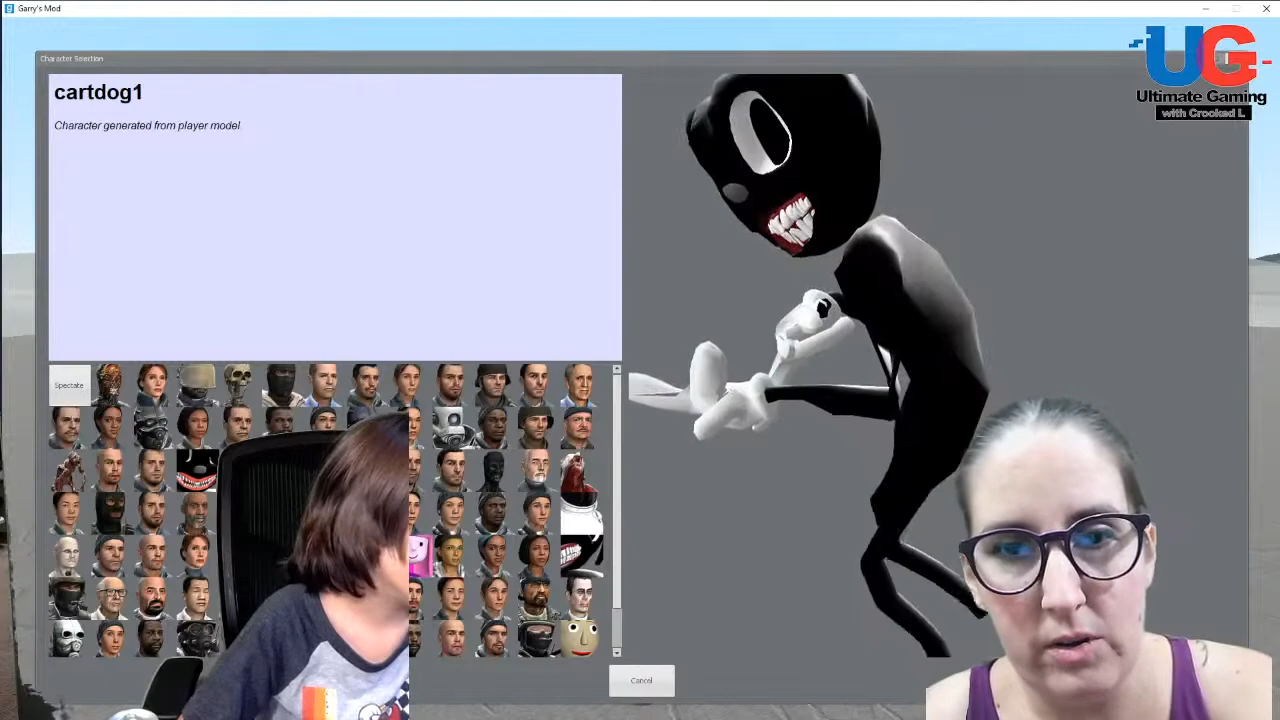 Garry's Mod
Character Selection
cartdog1
Character generated from player model
Spectate
Cancel
UG
Ultimate Gaming
with Crooked L